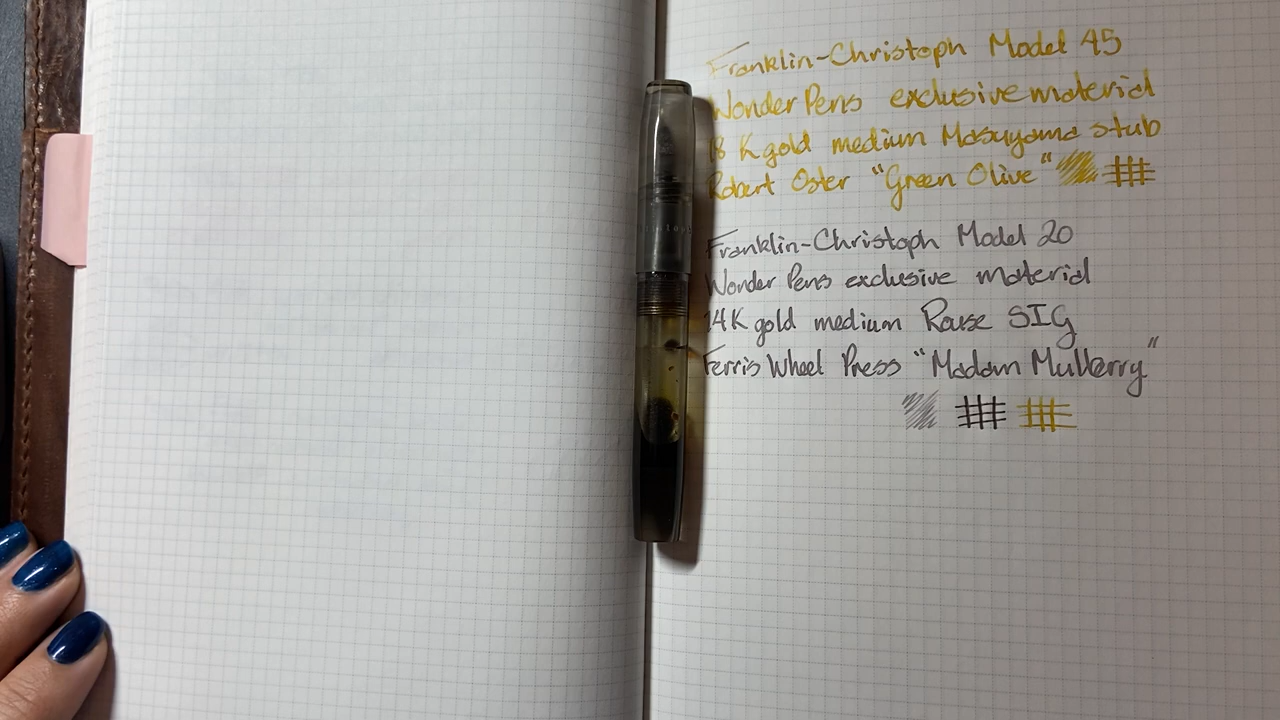 Franklin-Christoph Model 45
Wonder Pens exclusive material
18 K gold medium Masuyama stub
Robert Oster "Green Olive"
Franklin-Christoph Model 20
Wonder Pens exclusive material
14K gold medium Rouse SIG
Ferris Wheel Press "Madam Mulberry"